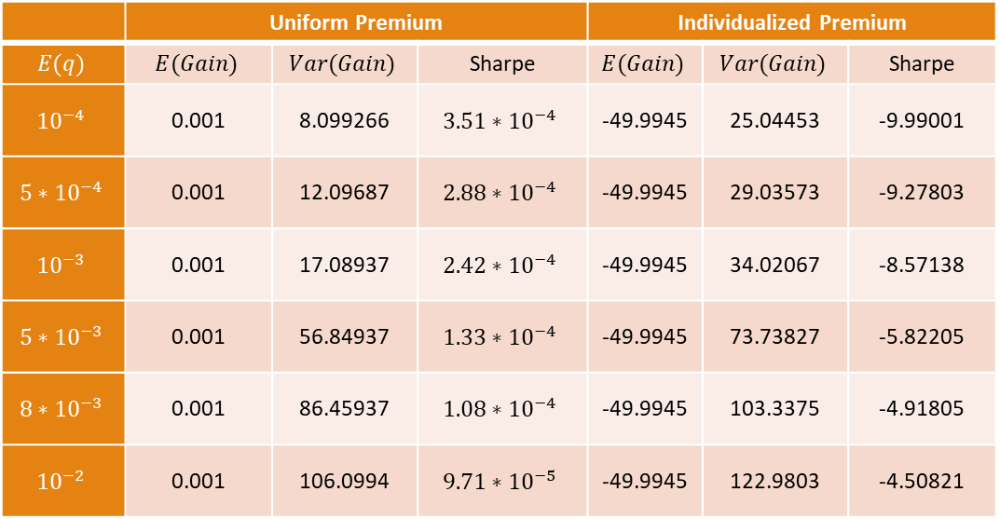 Uniform Premium Individualized Premium
E(q) E(Gain) Var(Gain) Sharpe E(Gain) Var(Gain) Sharpe
10⁻⁴ 0.001 8.099266 3.51 * 10⁻⁴ -49.9945 25.04453 -9.99001
5 * 10⁻⁴ 0.001 12.09687 2.88 * 10⁻⁴ -49.9945 29.03573 -9.27803
10⁻³ 0.001 17.08937 2.42 * 10⁻⁴ -49.9945 34.02067 -8.57138
5 * 10⁻³ 0.001 56.84937 1.33 * 10⁻⁴ -49.9945 73.73827 -5.82205
8 * 10⁻³ 0.001 86.45937 1.08 * 10⁻⁴ -49.9945 103.3375 -4.91805
10⁻² 0.001 106.0994 9.71 * 10⁻⁵ -49.9945 122.9803 -4.50821